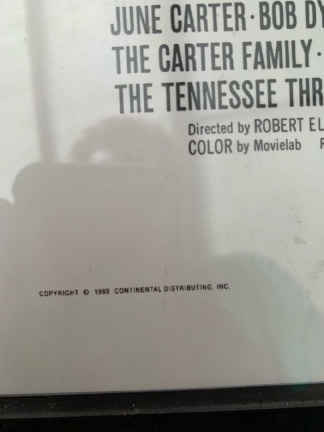 JUNE CARTER · BOB DY
THE CARTER FAMILY ·
THE TENNESSEE THR
Directed by ROBERT EL
COLOR by Movielab
COPYRIGHT © 1969 CONTINENTAL DISTRIBUTING, INC.